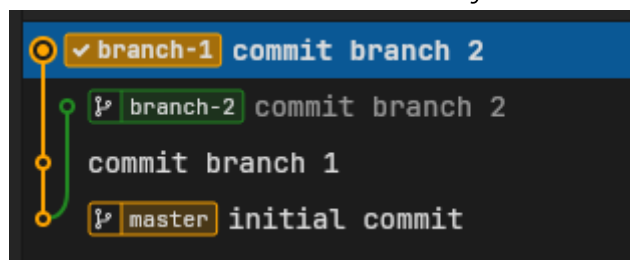 branch-1 commit branch 2
branch-2 commit branch 2
commit branch 1
master initial commit